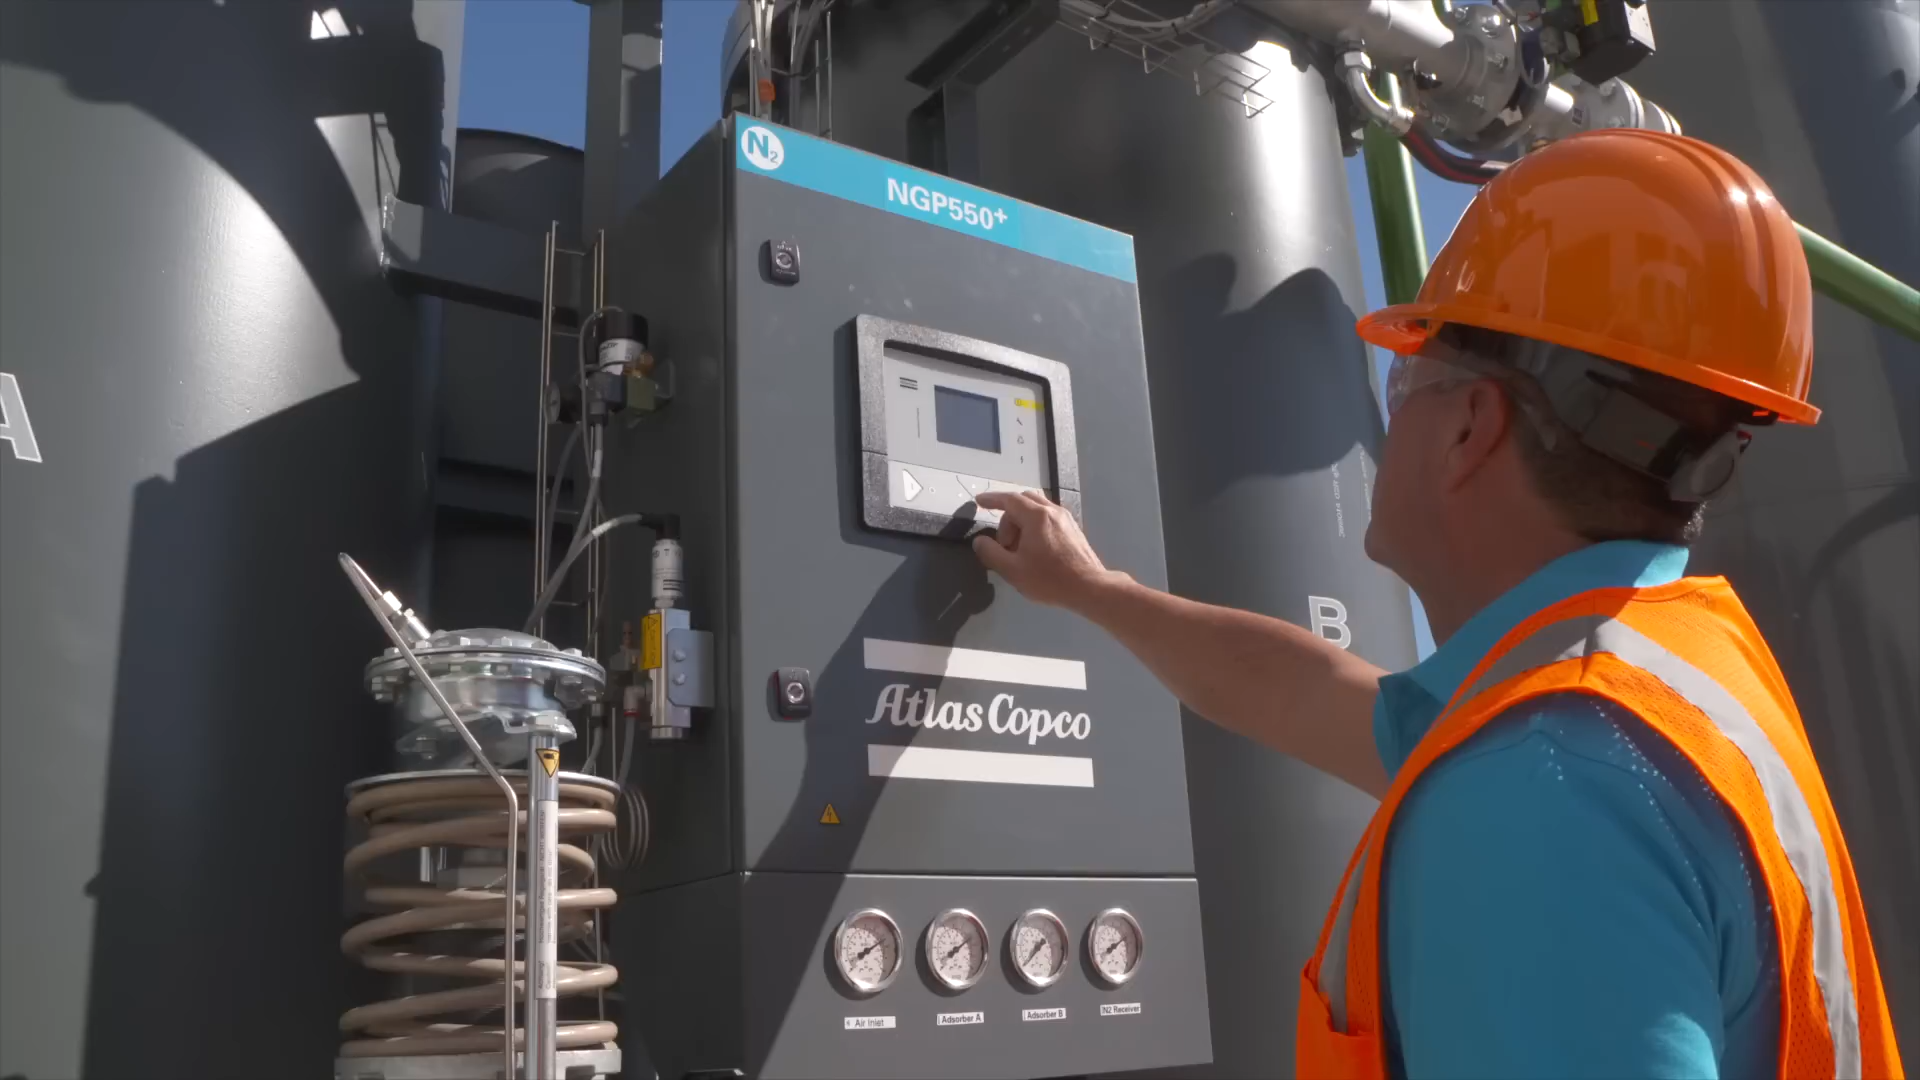 N2
NGP550+
A
B
Atlas Copco
Air Inlet
Adsorber A
Adsorber B
N2 Receiver